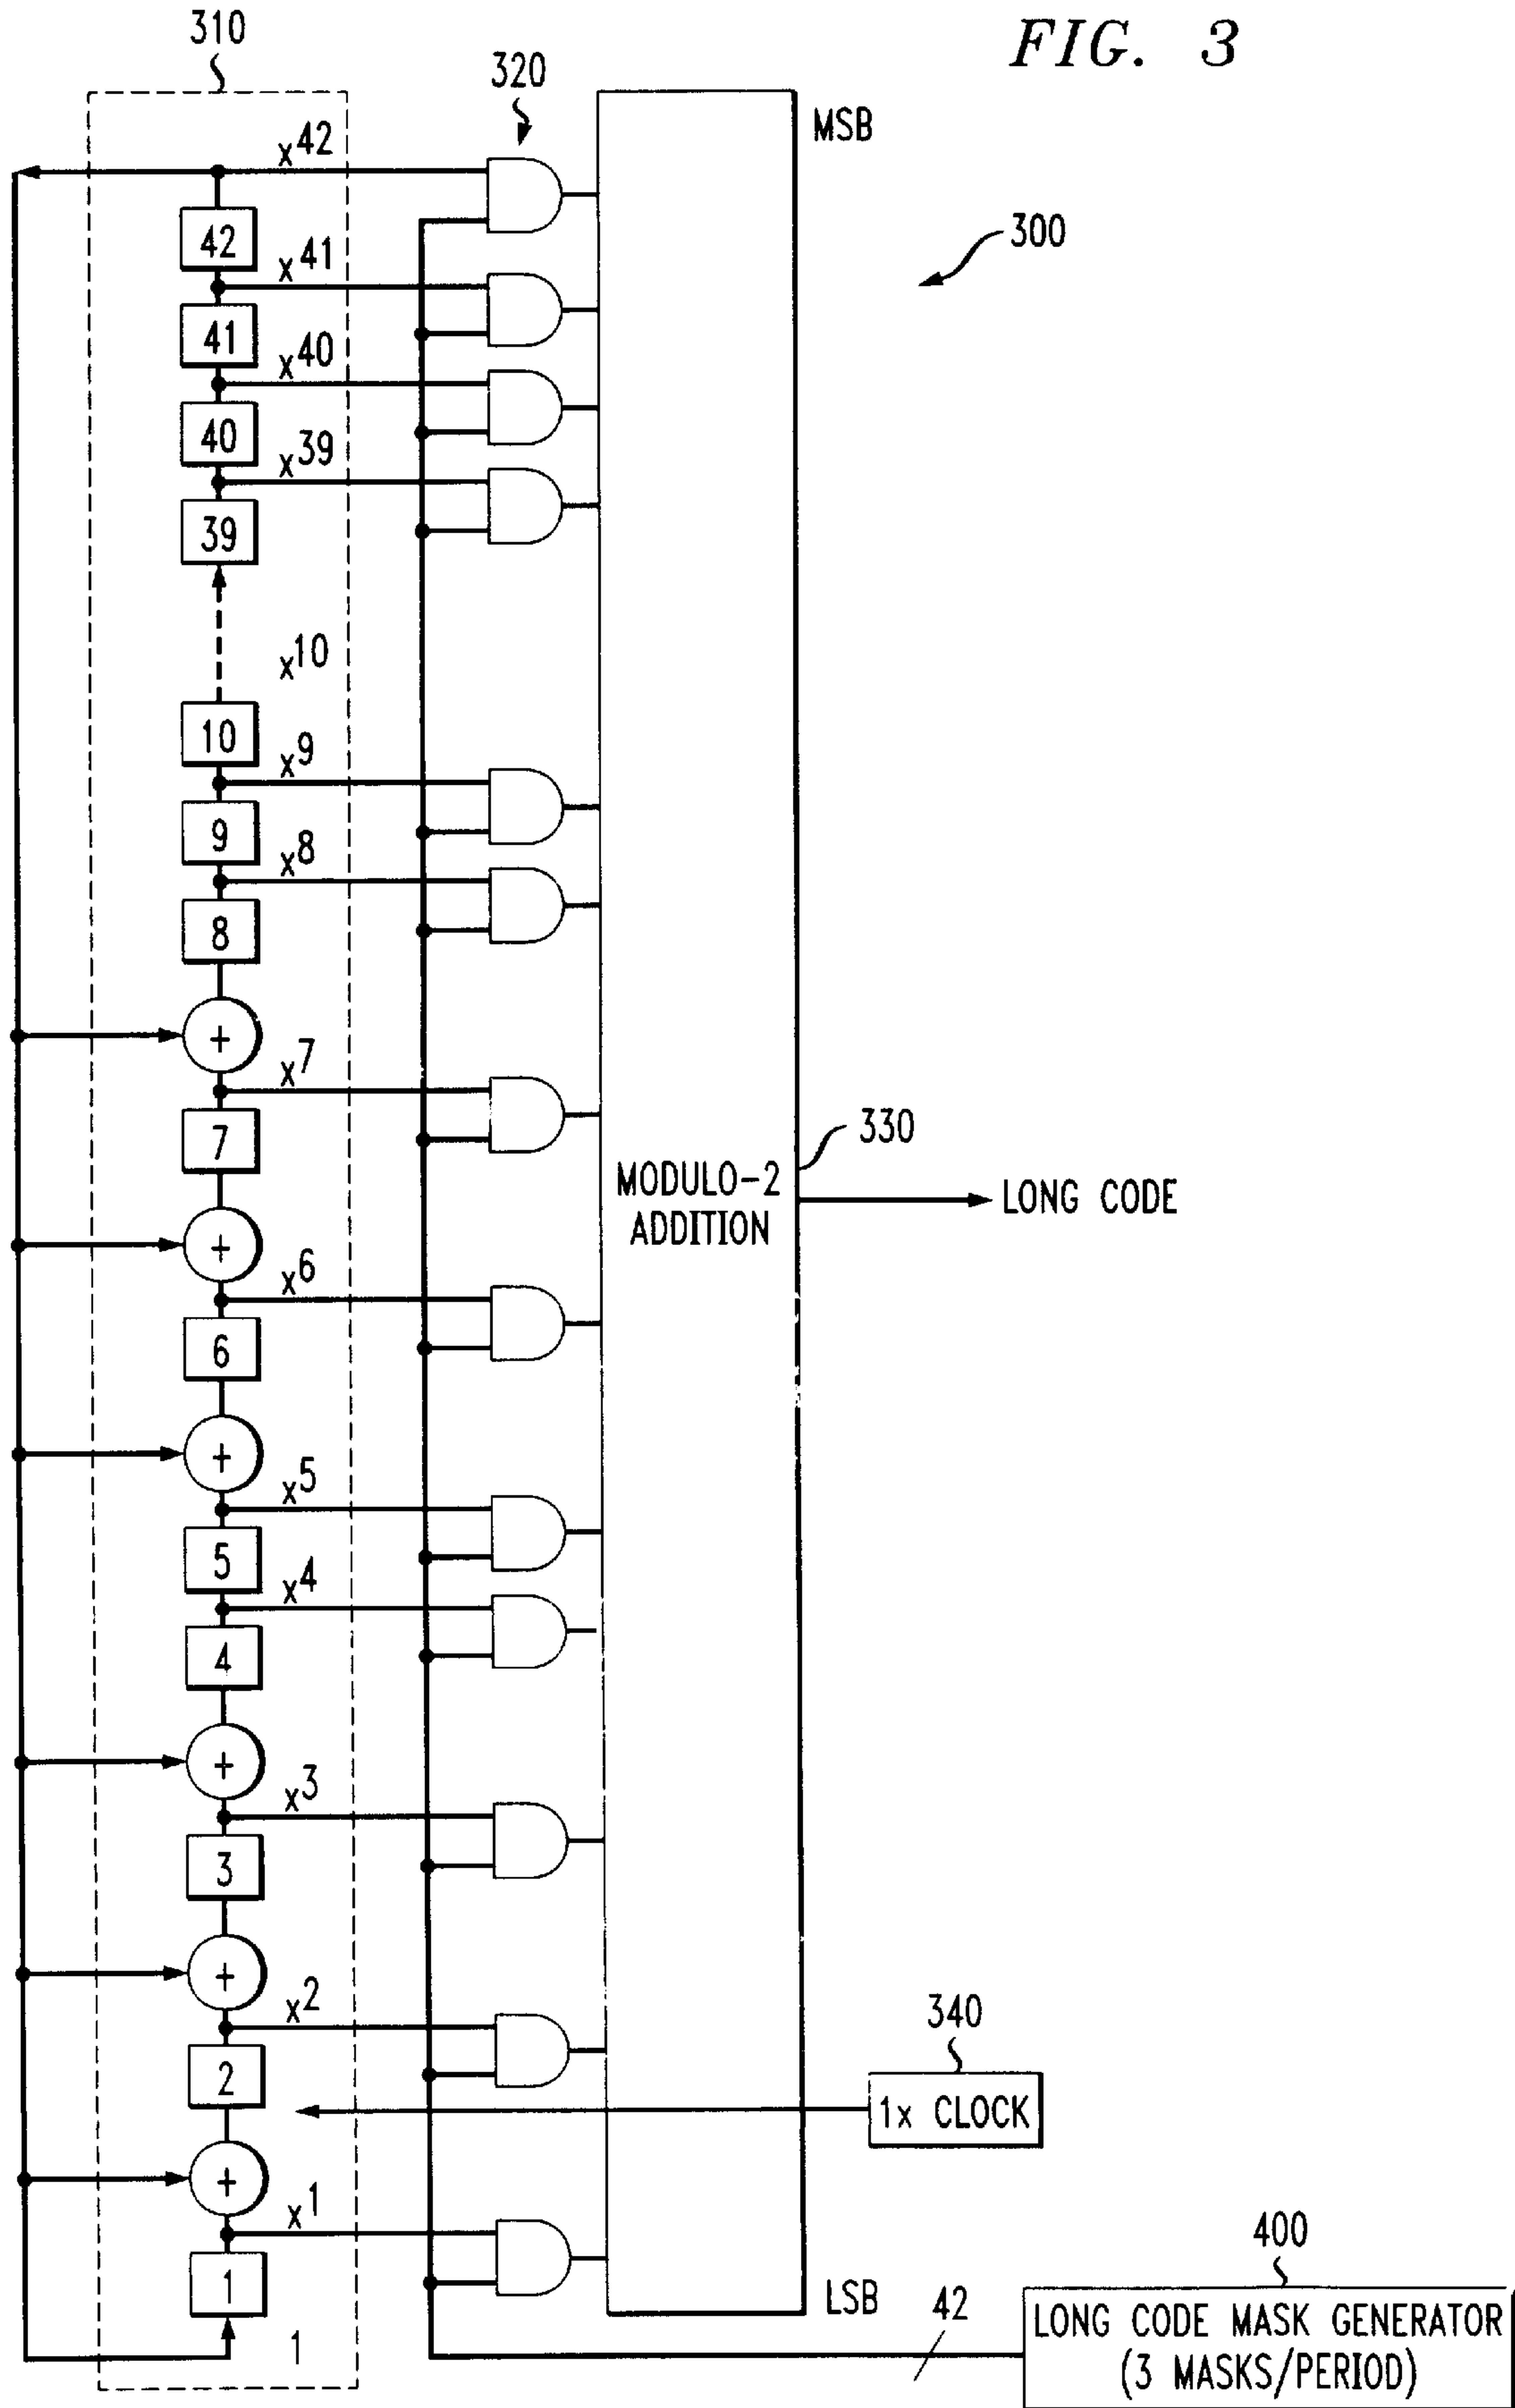 FIG. 3
310
320
MSB
x42
300
42
x41
41
x40
40
x39
39
x10
10
x9
9
x8
8
+
x7
7
330
MODULO-2
ADDITION
LONG CODE
+
x6
6
+
x5
5
x4
4
+
x3
3
+
x2
340
2
1x CLOCK
+
x1
400
1
LSB
42
LONG CODE MASK GENERATOR
(3 MASKS/PERIOD)
1